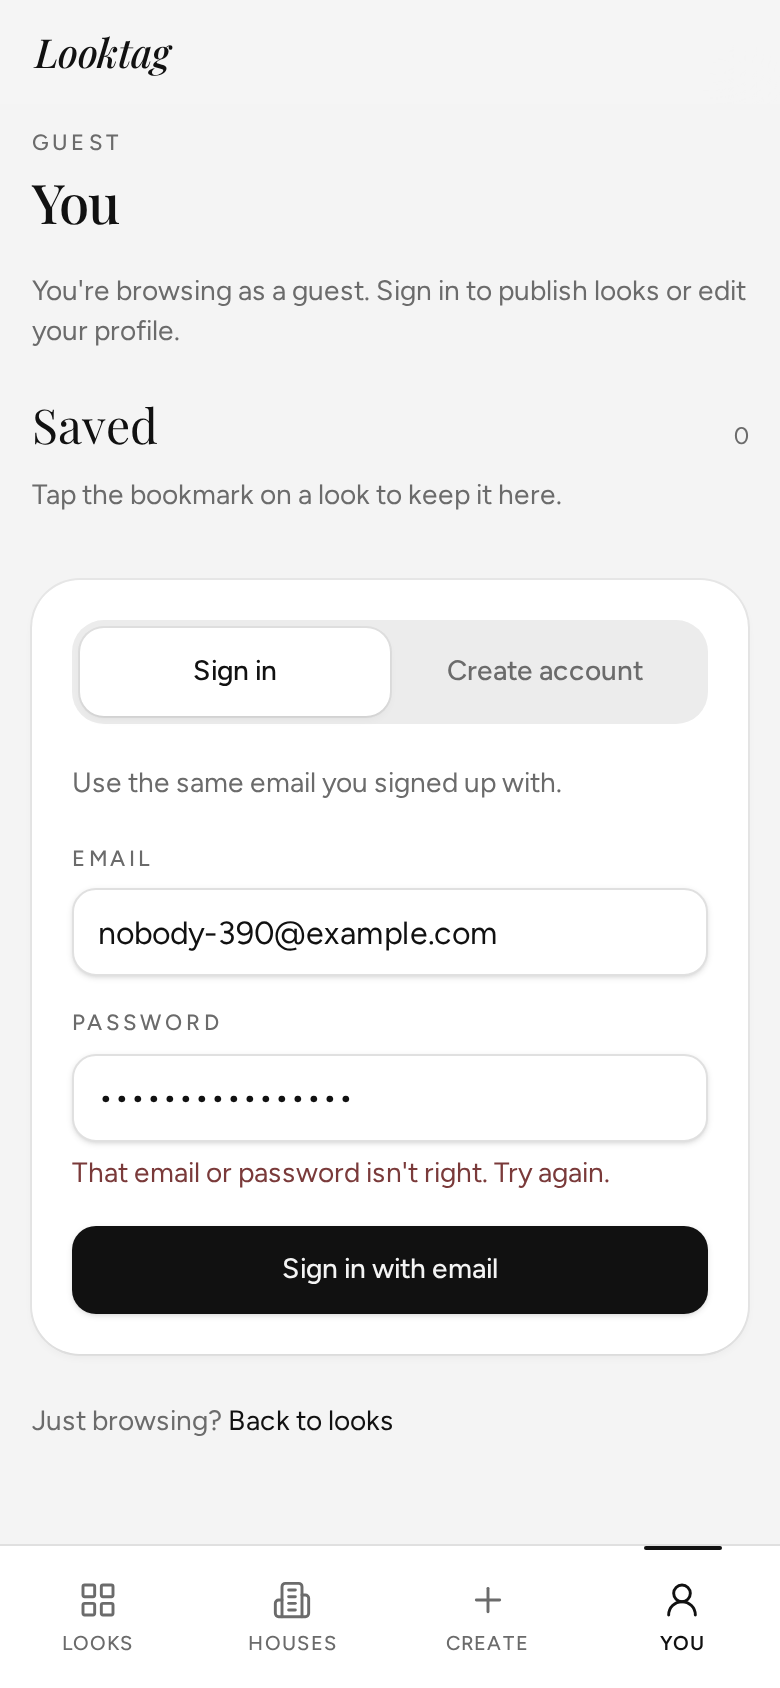 Looktag
GUEST
You
You're browsing as a guest. Sign in to publish looks or edit
your profile.
Saved
0
Tap the bookmark on a look to keep it here.
Sign in
Create account
Use the same email you signed up with.
EMAIL
nobody-390@example.com
PASSWORD
••••••••••••••••
That email or password isn't right. Try again.
Sign in with email
Just browsing? Back to looks
LOOKS
HOUSES
CREATE
YOU